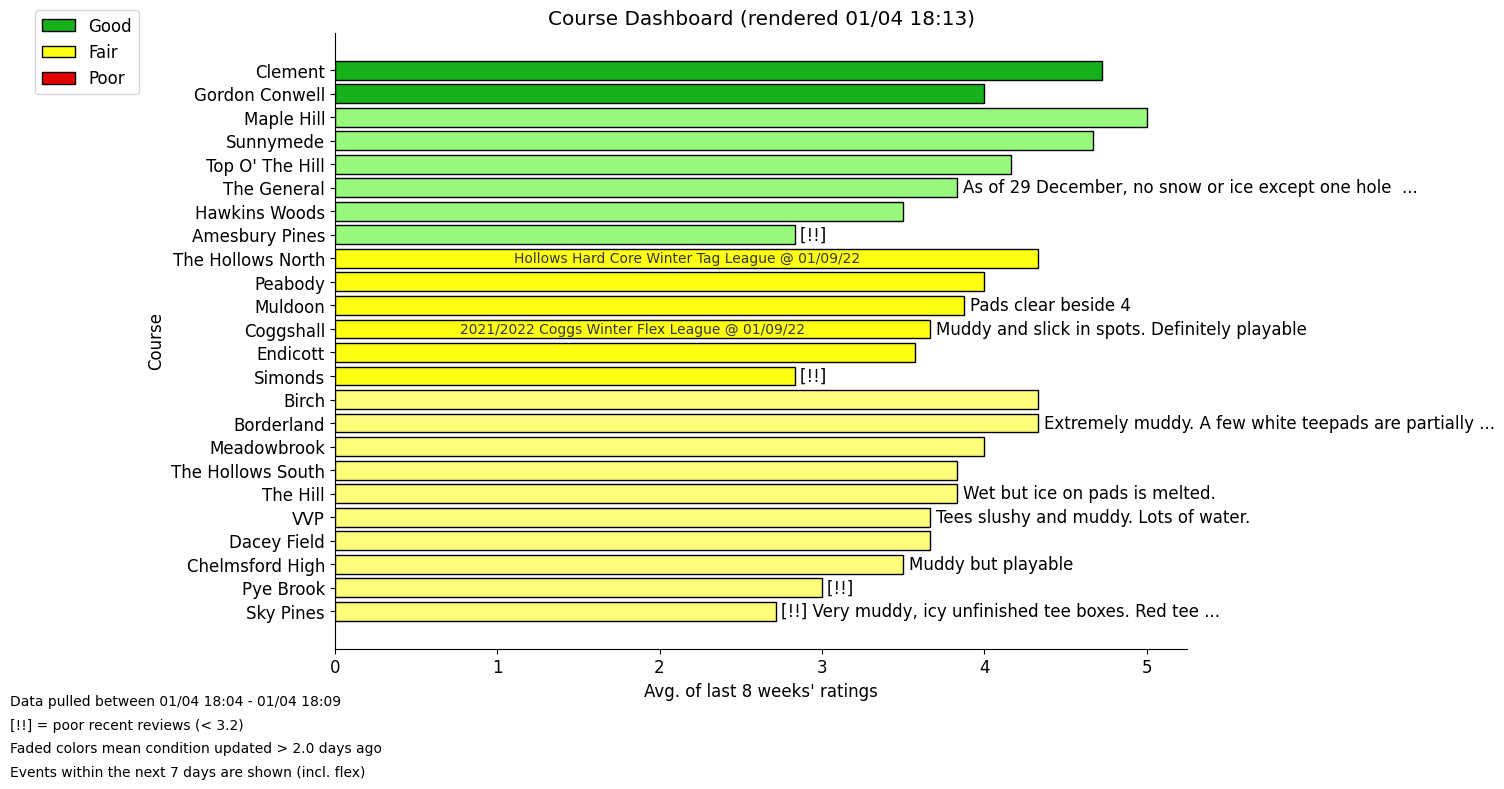 Course Dashboard (rendered 01/04 18:13)
Good
Fair
Poor
Clement
Gordon Conwell
Maple Hill
Sunnymede
Top O' The Hill
The General As of 29 December, no snow or ice except one hole ...
Hawkins Woods
Amesbury Pines [!!]
The Hollows North Hollows Hard Core Winter Tag League @ 01/09/22
Peabody
Muldoon Pads clear beside 4
Coggshall 2021/2022 Coggs Winter Flex League @ 01/09/22 Muddy and slick in spots. Definitely playable
Endicott
Simonds [!!]
Birch
Borderland Extremely muddy. A few white teepads are partially ...
Meadowbrook
The Hollows South
The Hill Wet but ice on pads is melted.
VVP Tees slushy and muddy. Lots of water.
Dacey Field
Chelmsford High Muddy but playable
Pye Brook [!!]
Sky Pines [!!] Very muddy, icy unfinished tee boxes. Red tee ...
Course
0 1 2 3 4 5
Avg. of last 8 weeks' ratings
Data pulled between 01/04 18:04 - 01/04 18:09
[!!] = poor recent reviews (< 3.2)
Faded colors mean condition updated > 2.0 days ago
Events within the next 7 days are shown (incl. flex)